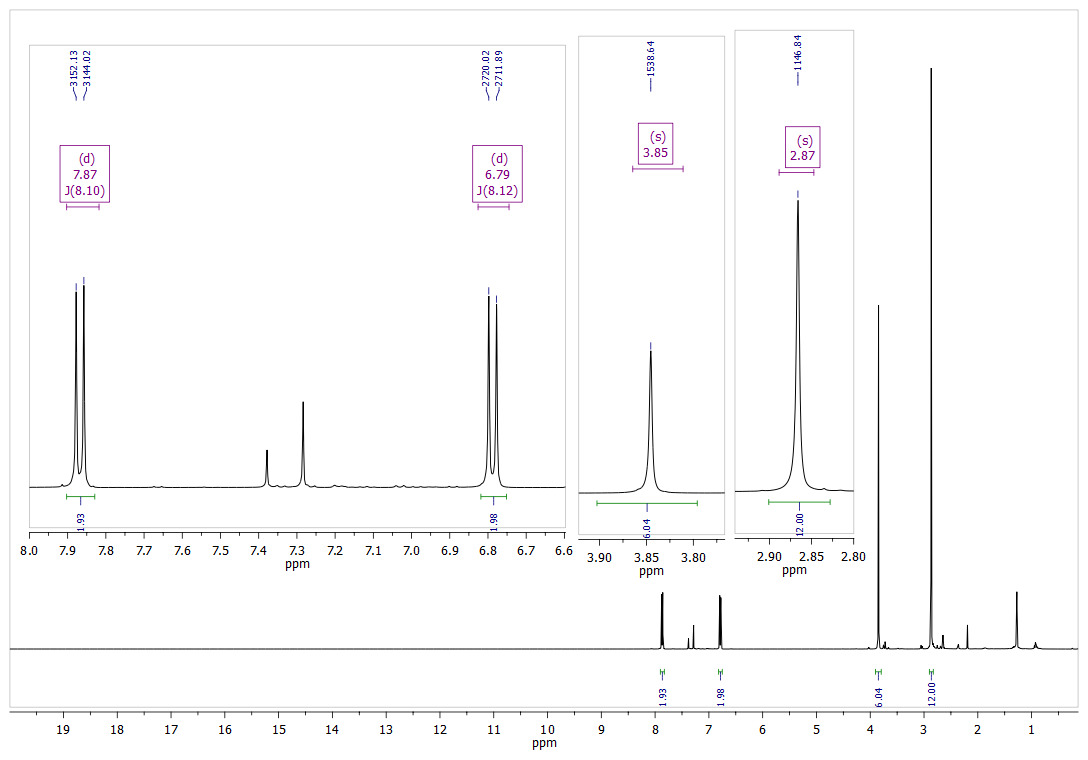 3152.13
3144.02
2720.02
2711.89
1538.64
1146.84
(d)
7.87
J(8.10)
(d)
6.79
J(8.12)
(s)
3.85
(s)
2.87
1.93
1.98
6.04
12.00
8.0 7.9 7.8 7.7 7.6 7.5 7.4 7.3 7.2 7.1 7.0 6.9 6.8 6.7 6.6
ppm
3.90 3.85 3.80
ppm
2.90 2.85 2.80
ppm
1.93
1.98
6.04
12.00
19 18 17 16 15 14 13 12 11 10 9 8 7 6 5 4 3 2 1
ppm